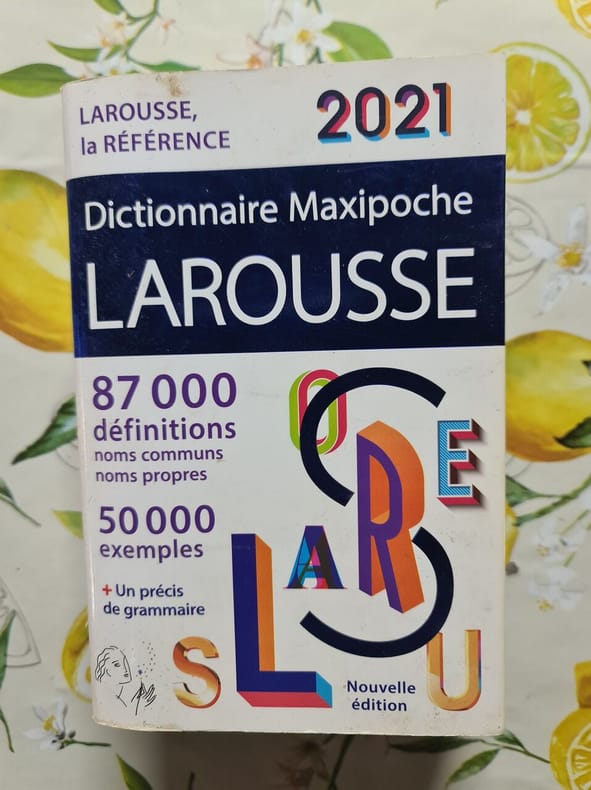 LAROUSSE,
la RÉFÉRENCE
2021
Dictionnaire Maxipoche
LAROUSSE
87 000
définitions
noms communs
noms propres
50 000
exemples
+ Un précis
de grammaire
O
S
E
R
A
L
S
U
Nouvelle
édition